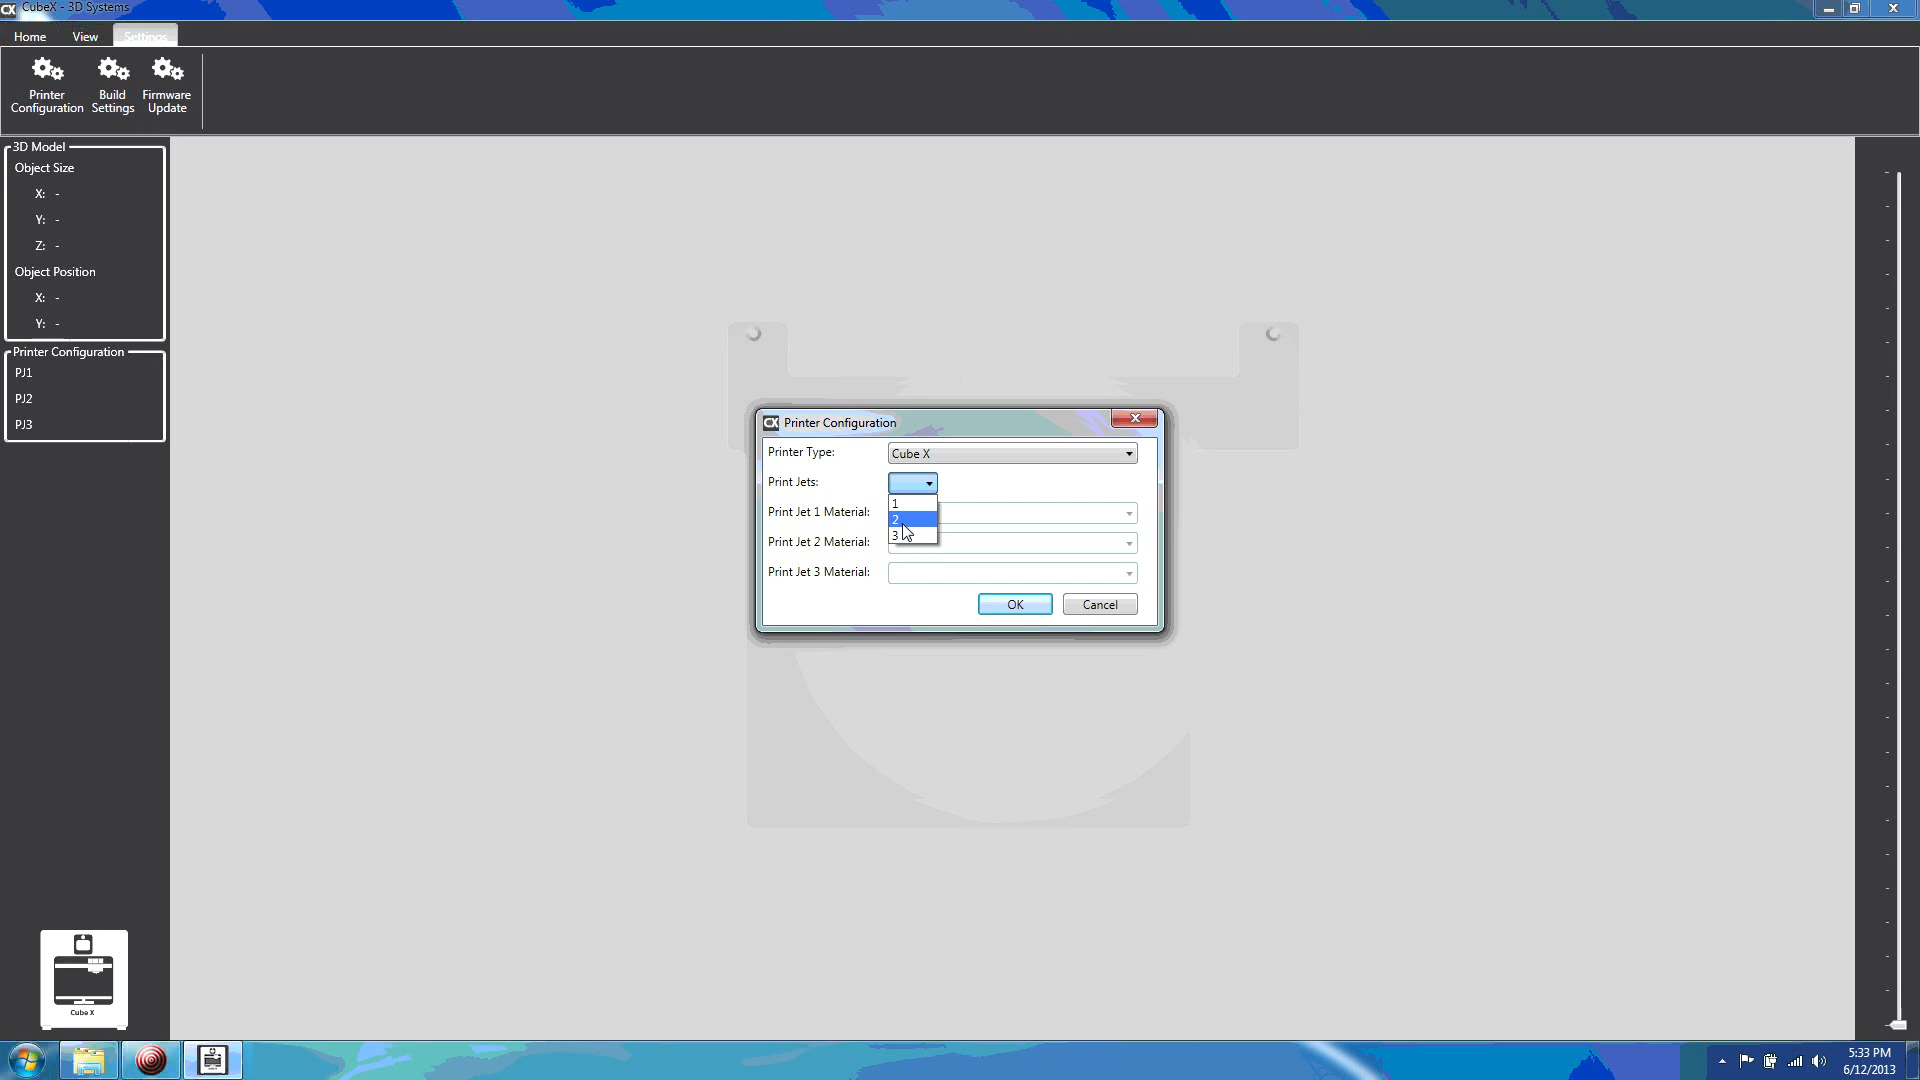 CX CubeX - 3D Systems
Home View Settings
Printer Configuration
Build Settings
Firmware Update
3D Model
Object Size
X: -
Y: -
Z: -
Object Position
X: -
Y: -
Printer Configuration
PJ1
PJ2
PJ3
CX Printer Configuration
Printer Type: Cube X
Print Jets:
1
2
3
Print Jet 1 Material:
Print Jet 2 Material:
Print Jet 3 Material:
OK Cancel
Cube X
5:33 PM
6/12/2013